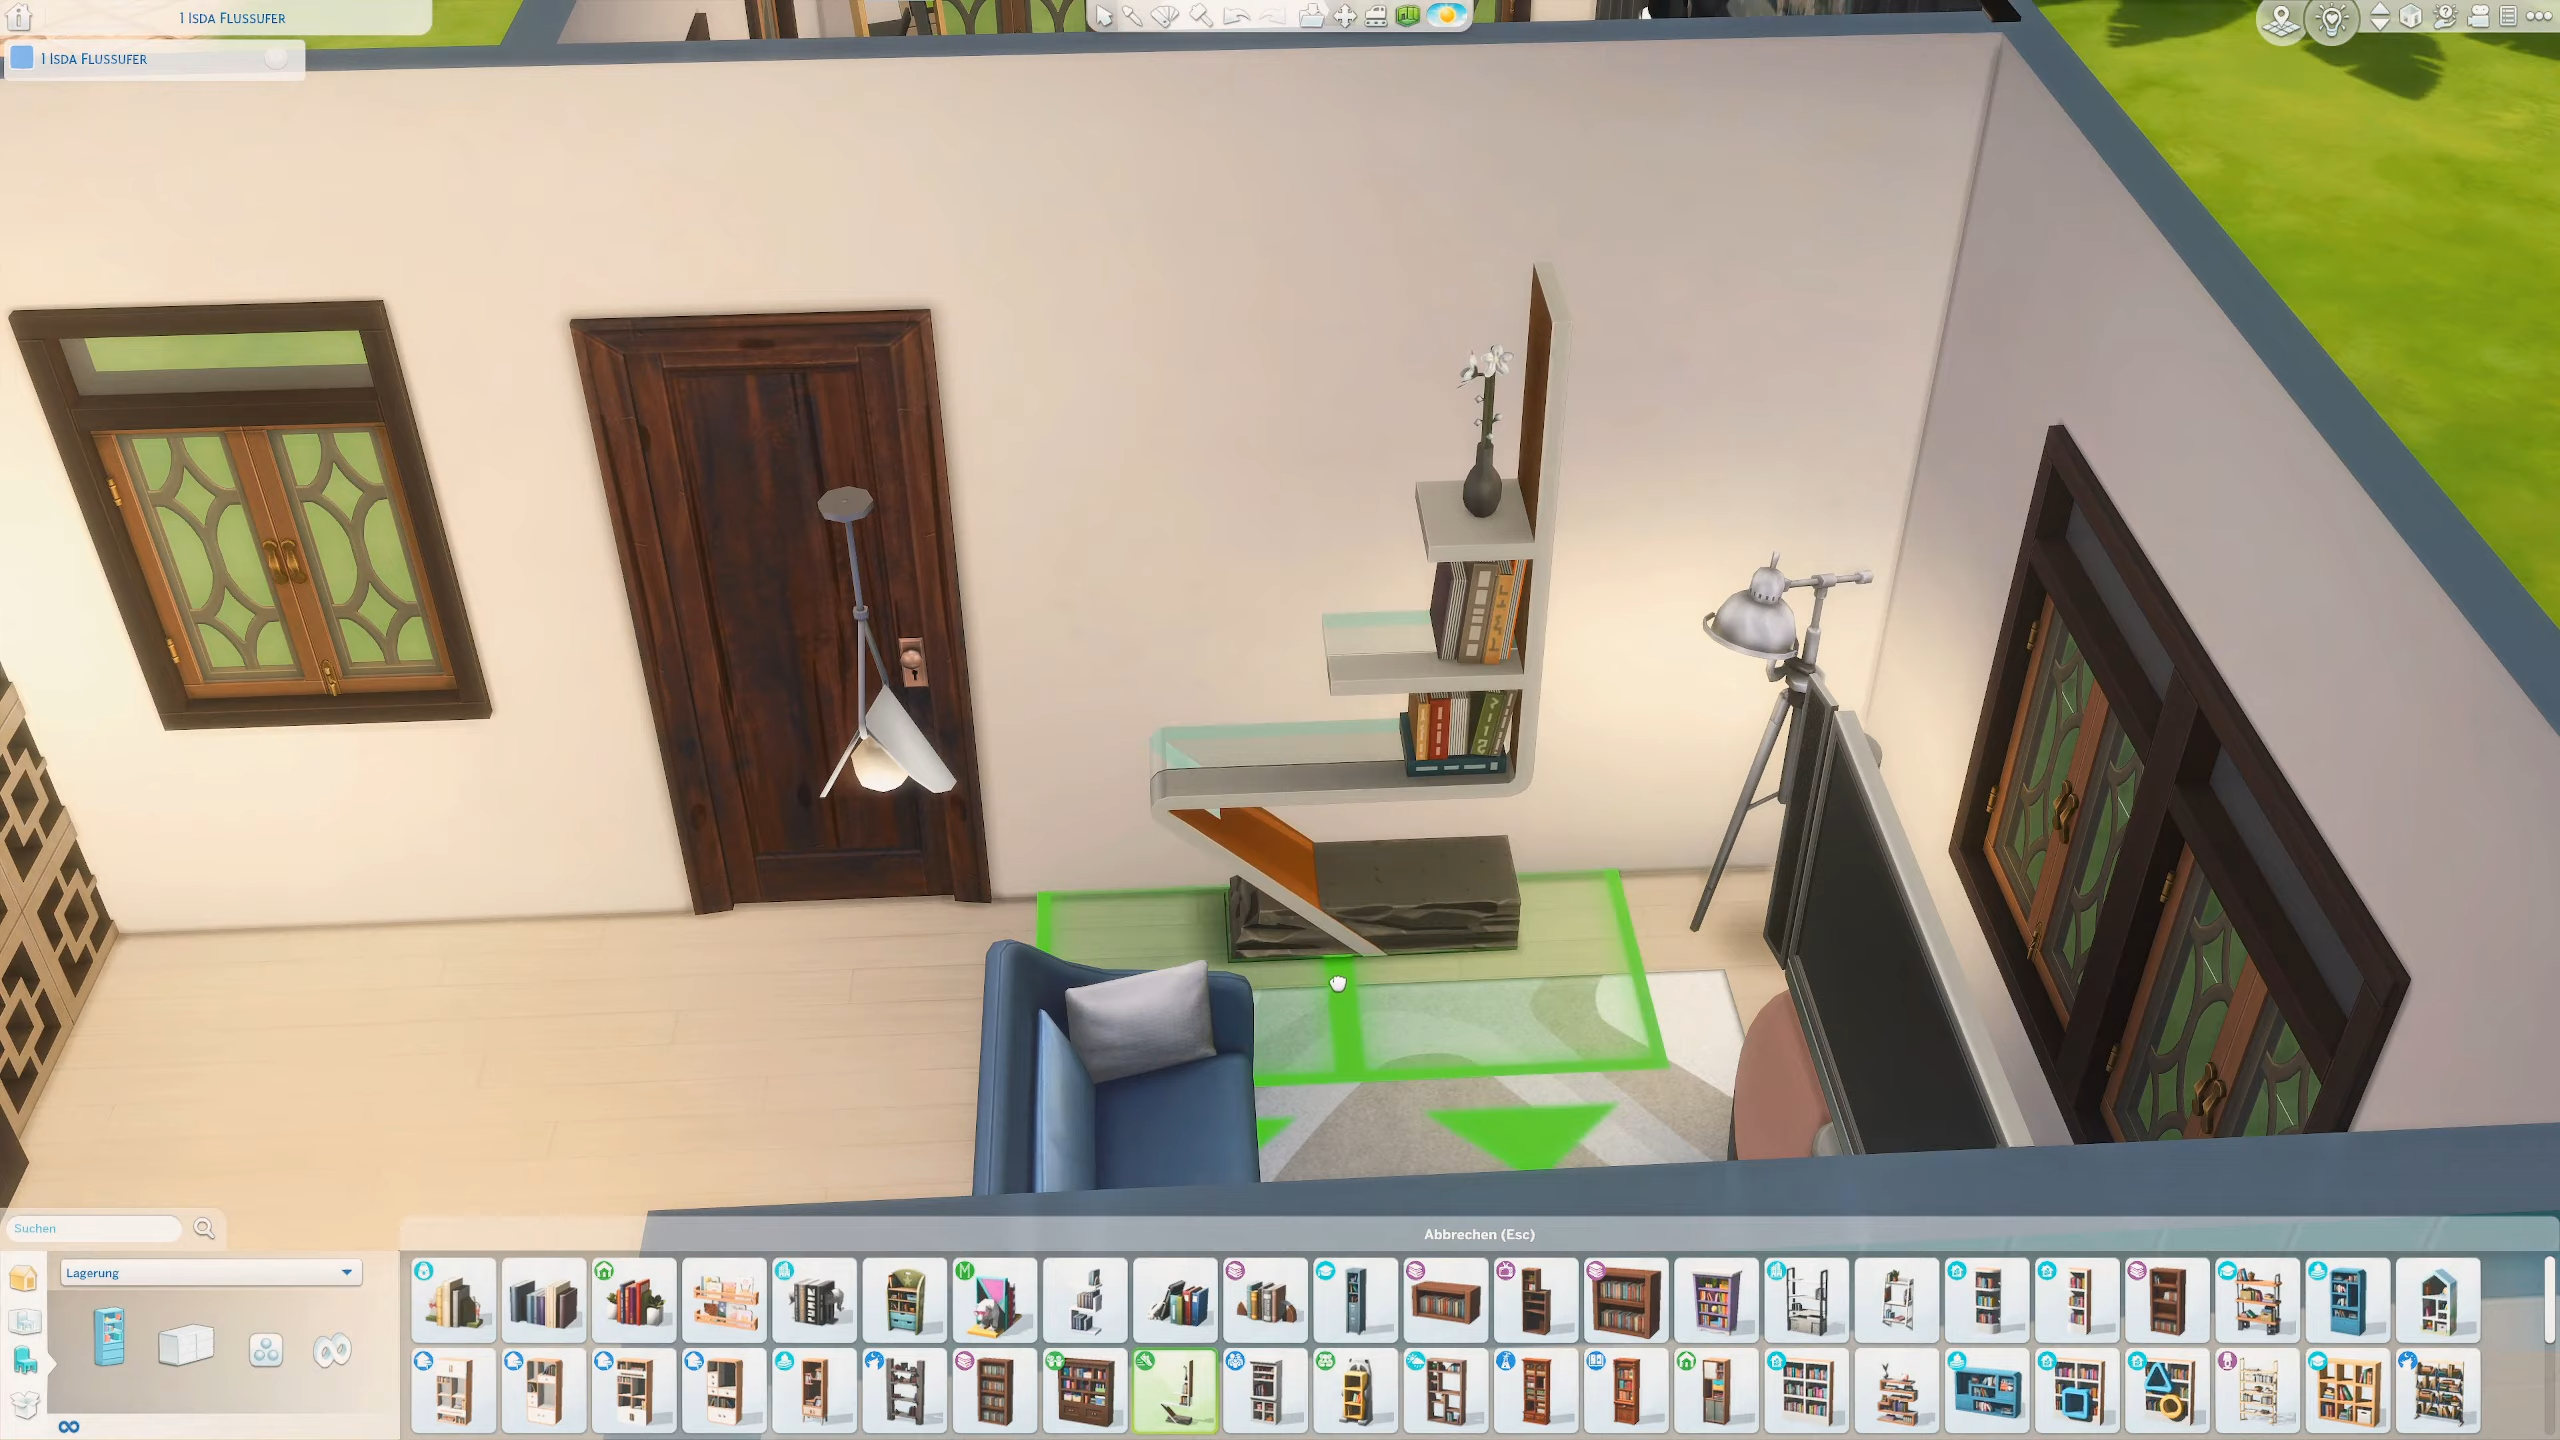 1 Isda Flussufer
1 Isda Flussufer
Suchen
Abbrechen (Esc)
Lagerung